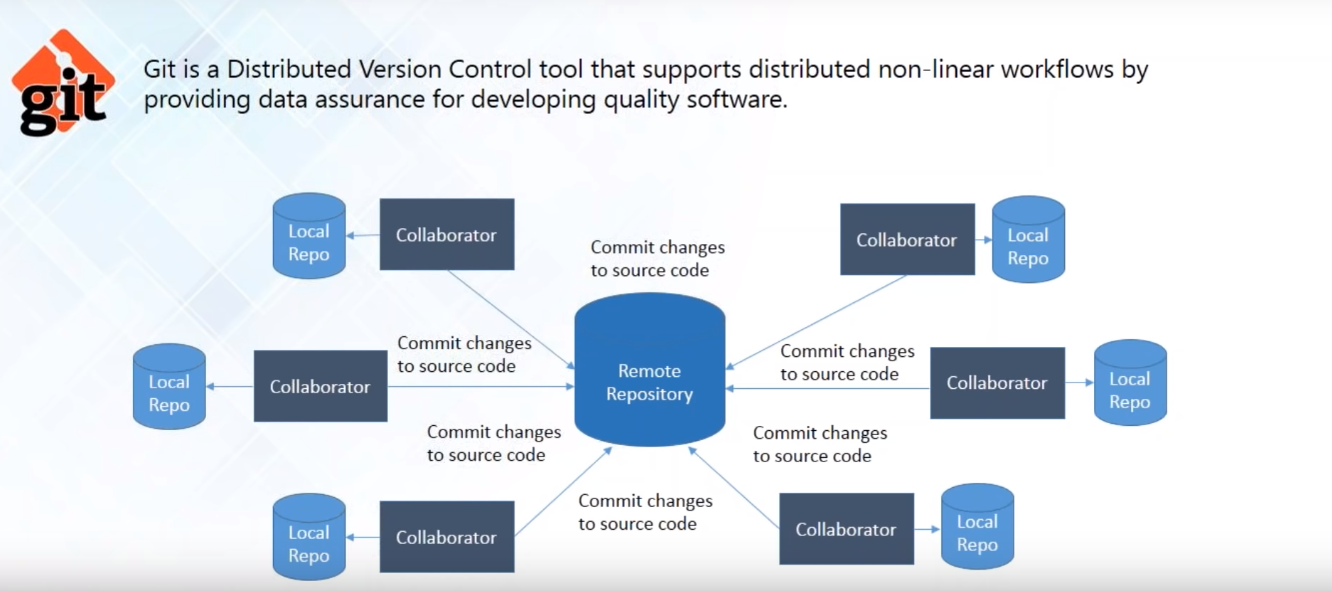 git
Git is a Distributed Version Control tool that supports distributed non-linear workflows by
providing data assurance for developing quality software.
Local
Repo
Collaborator
Commit changes
to source code
Collaborator
Local
Repo
Local
Repo
Collaborator
Commit changes
to source code
Remote
Repository
Commit changes
to source code
Collaborator
Local
Repo
Commit changes
to source code
Commit changes
to source code
Local
Repo
Collaborator
Commit changes
to source code
Collaborator
Local
Repo